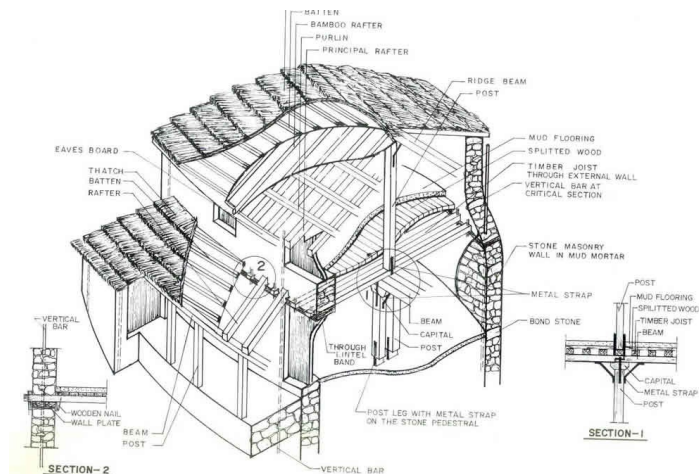 BATTEN
BAMBOO RAFTER
PURLIN
PRINCIPAL RAFTER
RIDGE BEAM
POST
EAVES BOARD
THATCH
BATTEN
RAFTER
MUD FLOORING
SPLITTED WOOD
TIMBER JOIST
THROUGH EXTERNAL WALL
VERTICAL BAR AT
CRITICAL SECTION
STONE MASONRY
WALL IN MUD MORTAR
METAL STRAP
BOND STONE
2
BEAM
CAPITAL
POST
THROUGH
LINTEL
BAND
POST LEG WITH METAL STRAP
ON THE STONE PEDESTRAL
VERTICAL BAR
BEAM
POST
VERTICAL
BAR
WOODEN NAIL
WALL PLATE
SECTION-2
POST
MUD FLOORING
SPLITTED WOOD
TIMBER JOIST
BEAM
CAPITAL
METAL STRAP
POST
SECTION-1